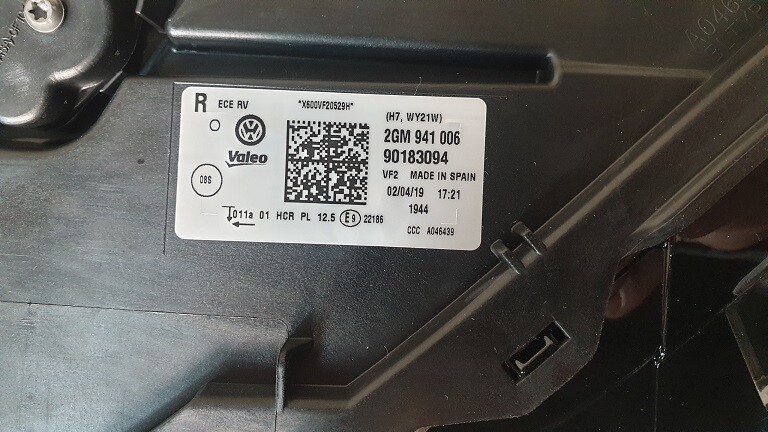 R ECE RV *X600VF20529H*
(H7, WY21W)
2GM 941 006
Valeo
90183094
VF2 MADE IN SPAIN
08S
02/04/19 17:21
1944
011a 01 HCR PL 12.5 E9 22186
CCC A046439
A046